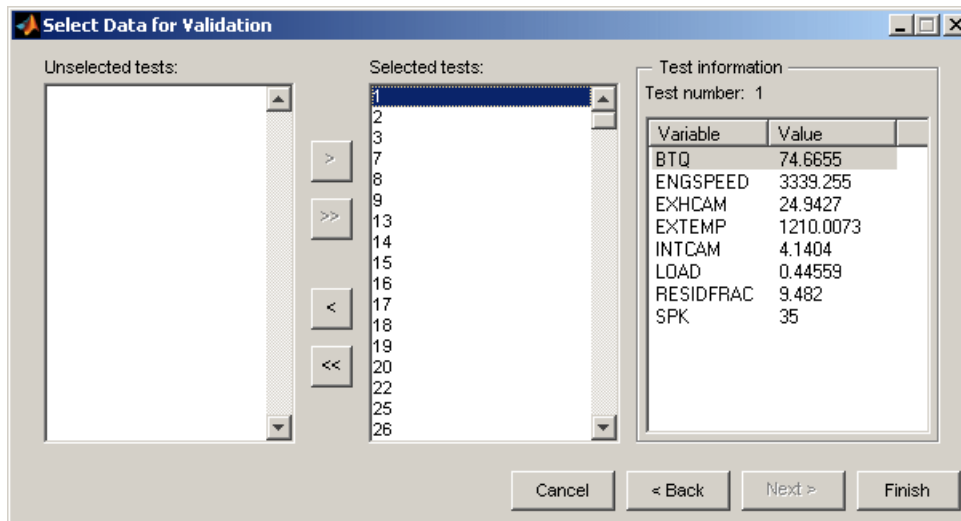 Select Data for Validation
Unselected tests:
Selected tests:
1
2
3
7
8
9
13
14
15
16
17
18
19
20
22
25
26
>
>>
<
<<
Test information
Test number: 1
Variable Value
BTQ 74.6655
ENGSPEED 3339.255
EXHCAM 24.9427
EXTEMP 1210.0073
INTCAM 4.1404
LOAD 0.44559
RESIDFRAC 9.482
SPK 35
Cancel
< Back
Next >
Finish